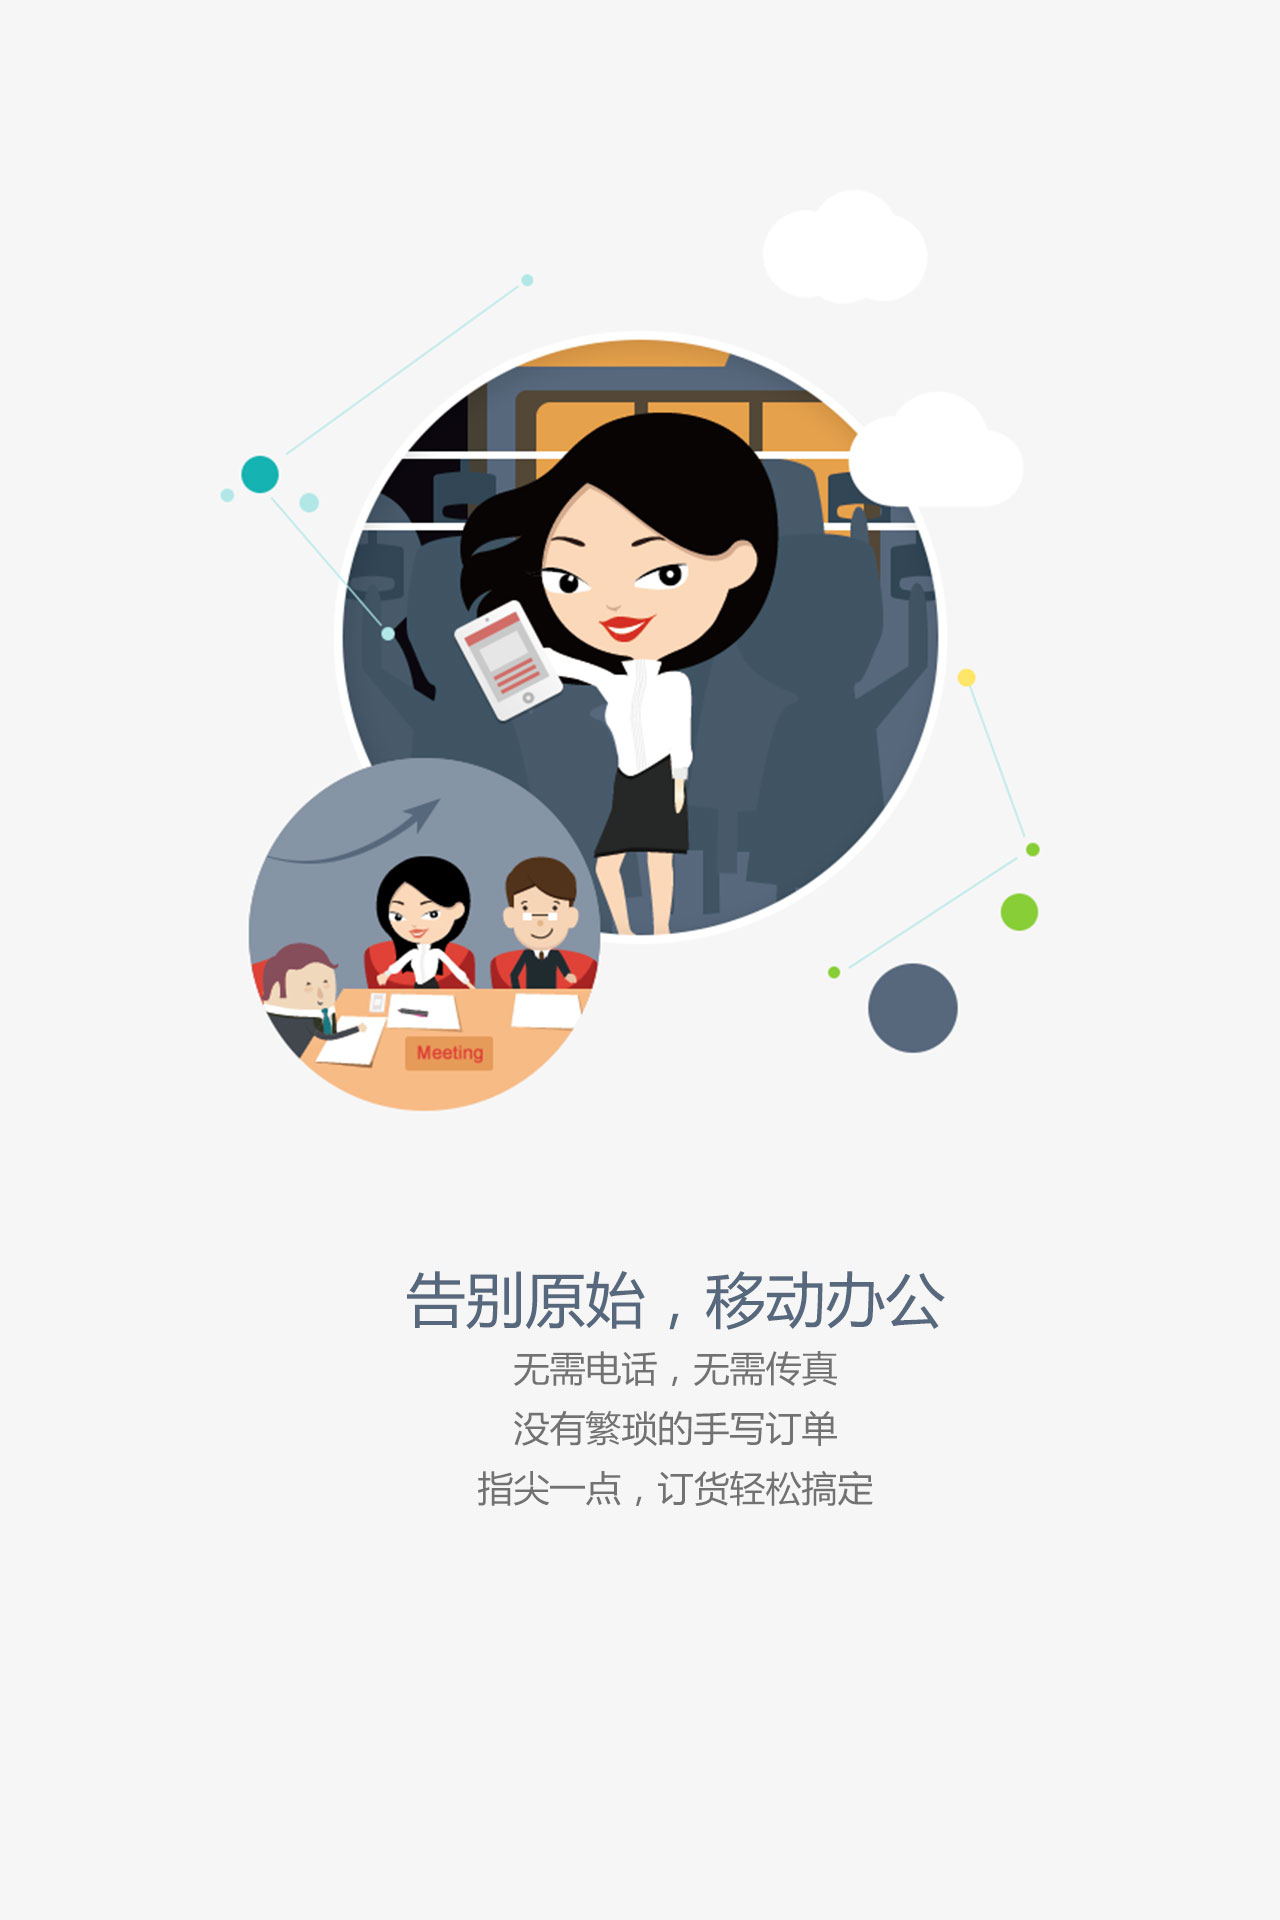 Meeting
告别原始，移动办公
无需电话，无需传真
没有繁琐的手写订单
指尖一点，订货轻松搞定